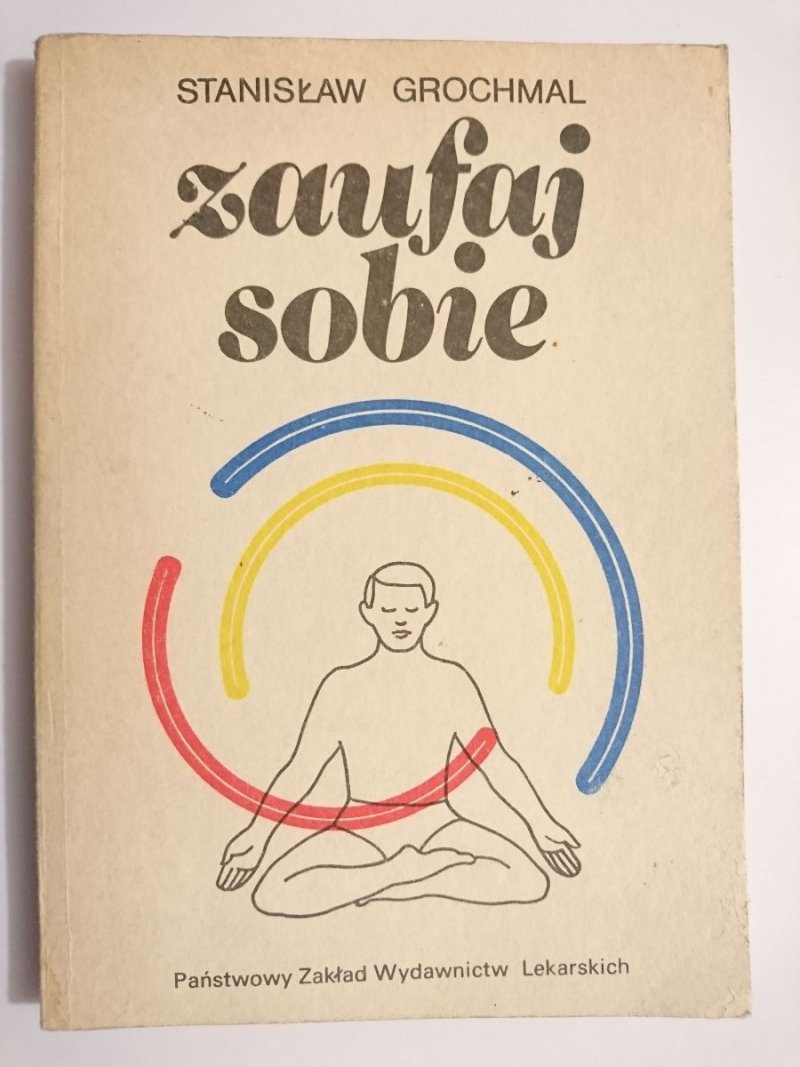 STANISŁAW GROCHMAL
zaufaj
sobie
Państwowy Zakład Wydawnictw Lekarskich